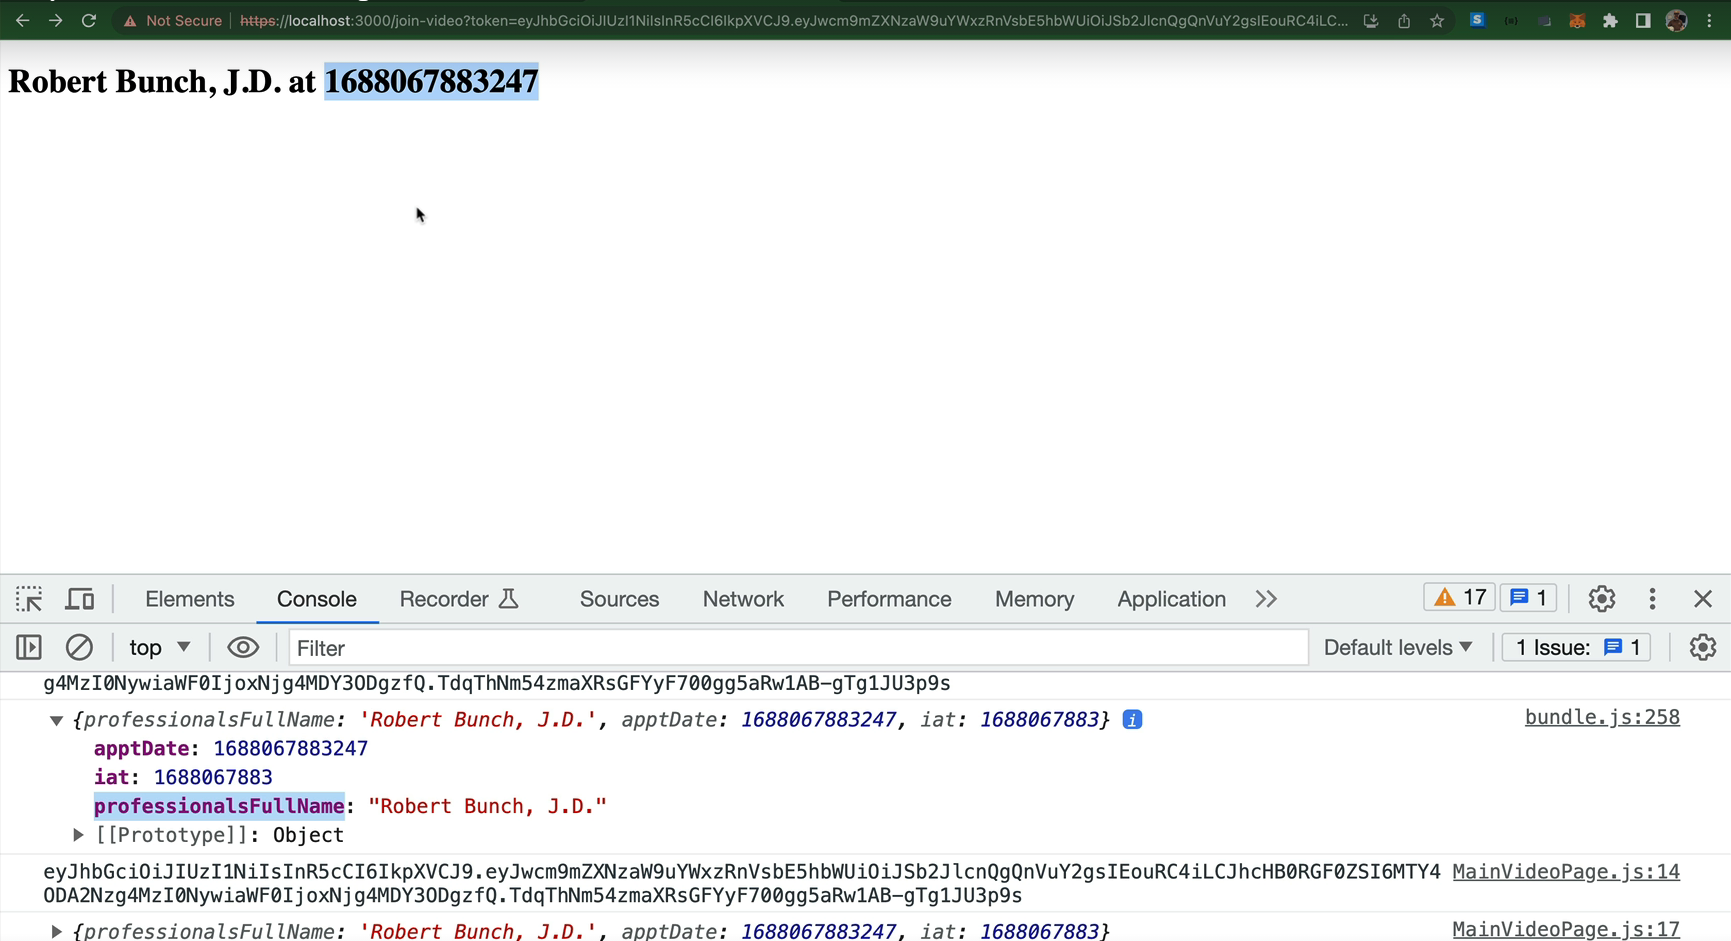 Not Secure https://localhost:3000/join-video?token=eyJhbGciOiJIUzI1NiIsInR5cCI6IkpXVCJ9.eyJwcm9mZXNzaW9uYWxzRnVsbE5hbWUiOiJSb2JlcnQgQnVuY2gsIEouRC4iLC...
Robert Bunch, J.D. at 1688067883247
Elements Console Recorder Sources Network Performance Memory Application 17 1
top Filter Default levels 1 Issue: 1
g4MzI0NywiaWF0IjoxNjg4MDY3ODgzfQ.TdqThNm54zmaXRsGFYyF700gg5aRw1AB-gTg1JU3p9s
{professionalsFullName: 'Robert Bunch, J.D.', apptDate: 1688067883247, iat: 1688067883} i bundle.js:258
apptDate: 1688067883247
iat: 1688067883
professionalsFullName: "Robert Bunch, J.D."
[[Prototype]]: Object
eyJhbGciOiJIUzI1NiIsInR5cCI6IkpXVCJ9.eyJwcm9mZXNzaW9uYWxzRnVsbE5hbWUiOiJSb2JlcnQgQnVuY2gsIEouRC4iLCJhcHB0RGF0ZSI6MTY4 MainVideoPage.js:14
ODA2Nzg4MzI0NywiaWF0IjoxNjg4MDY3ODgzfQ.TdqThNm54zmaXRsGFYyF700gg5aRw1AB-gTg1JU3p9s
{professionalsFullName: 'Robert Bunch, J.D.', apptDate: 1688067883247, iat: 1688067883} MainVideoPage.js:17